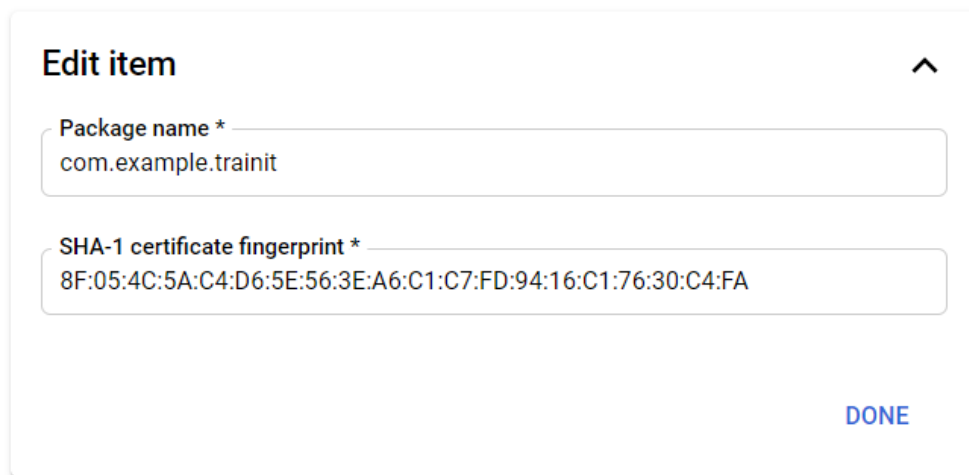 Edit item
Package name *
com.example.trainit
SHA-1 certificate fingerprint *
8F:05:4C:5A:C4:D6:5E:56:3E:A6:C1:C7:FD:94:16:C1:76:30:C4:FA
DONE